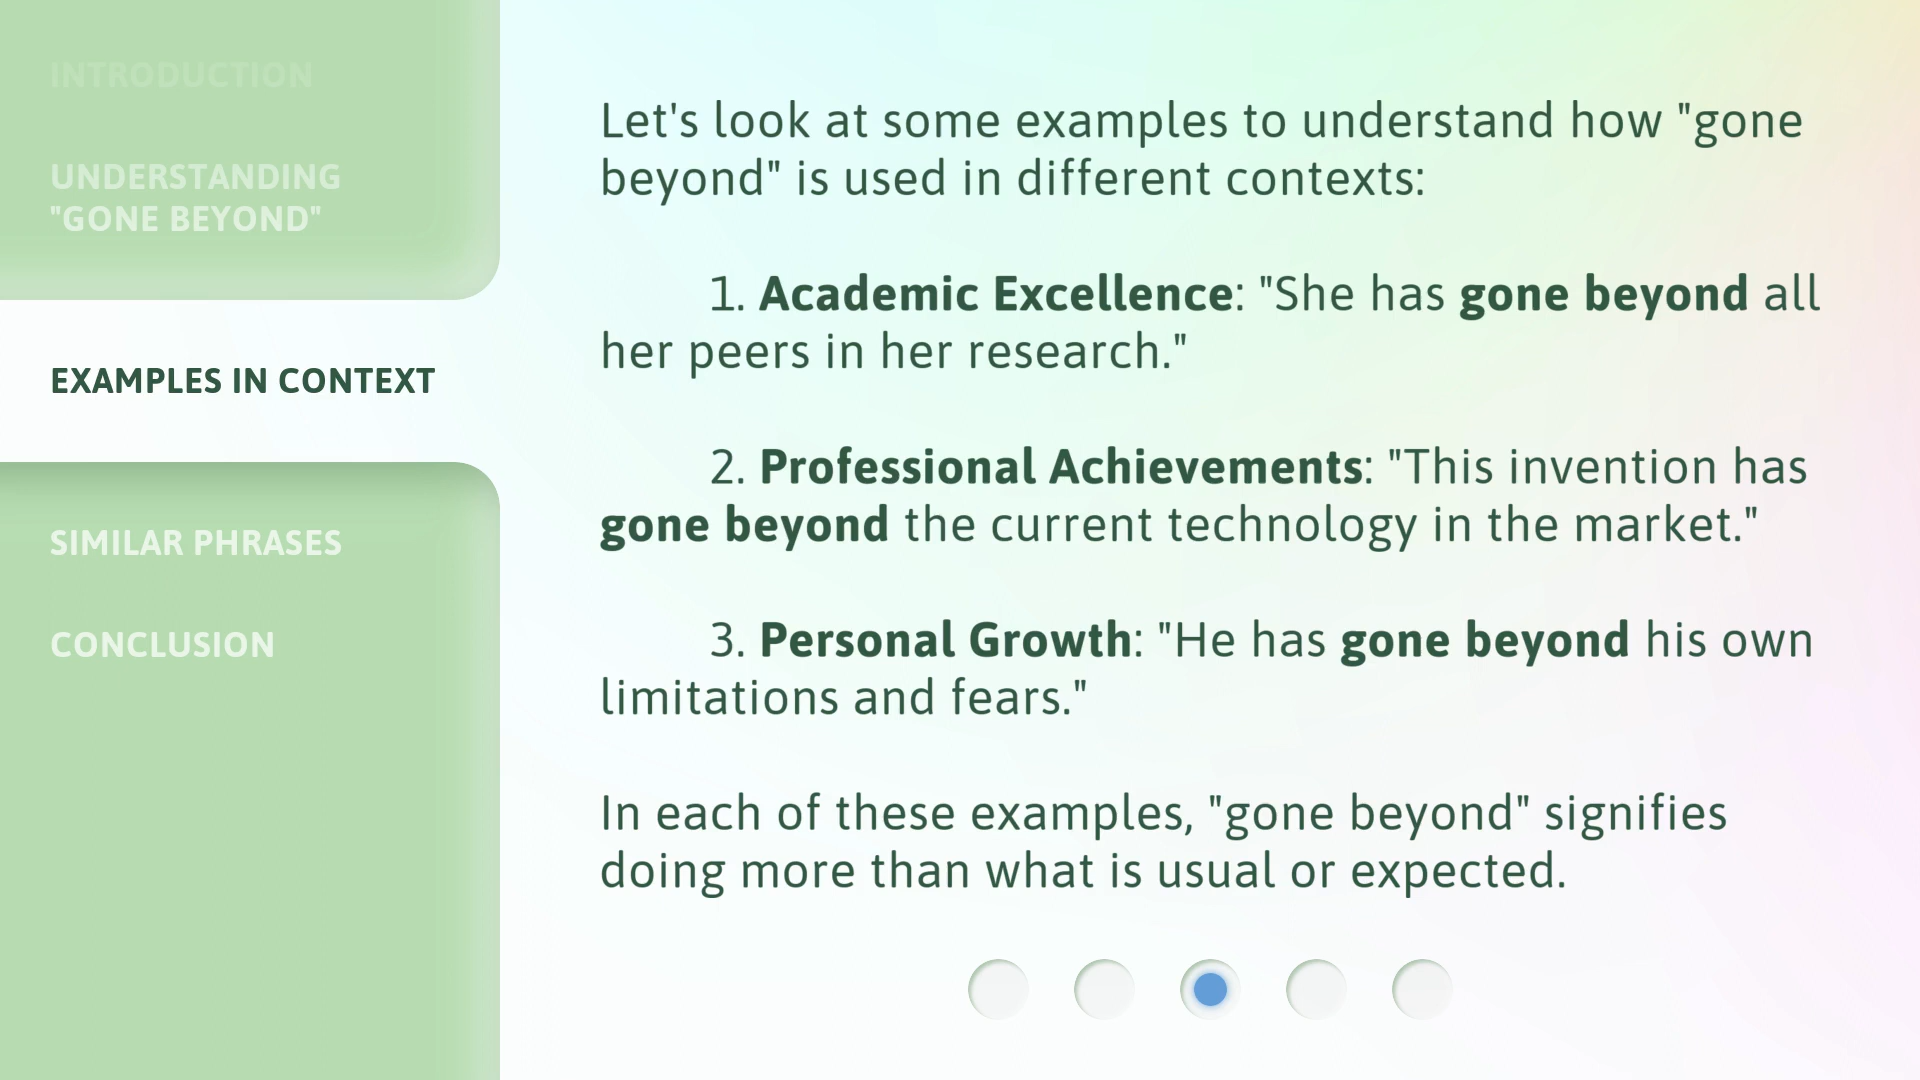 INTRODUCTION
UNDERSTANDING
"GONE BEYOND"
EXAMPLES IN CONTEXT
SIMILAR PHRASES
CONCLUSION
Let's look at some examples to understand how "gone
beyond" is used in different contexts:
1. Academic Excellence: "She has gone beyond all
her peers in her research."
2. Professional Achievements: "This invention has
gone beyond the current technology in the market."
3. Personal Growth: "He has gone beyond his own
limitations and fears."
In each of these examples, "gone beyond" signifies
doing more than what is usual or expected.